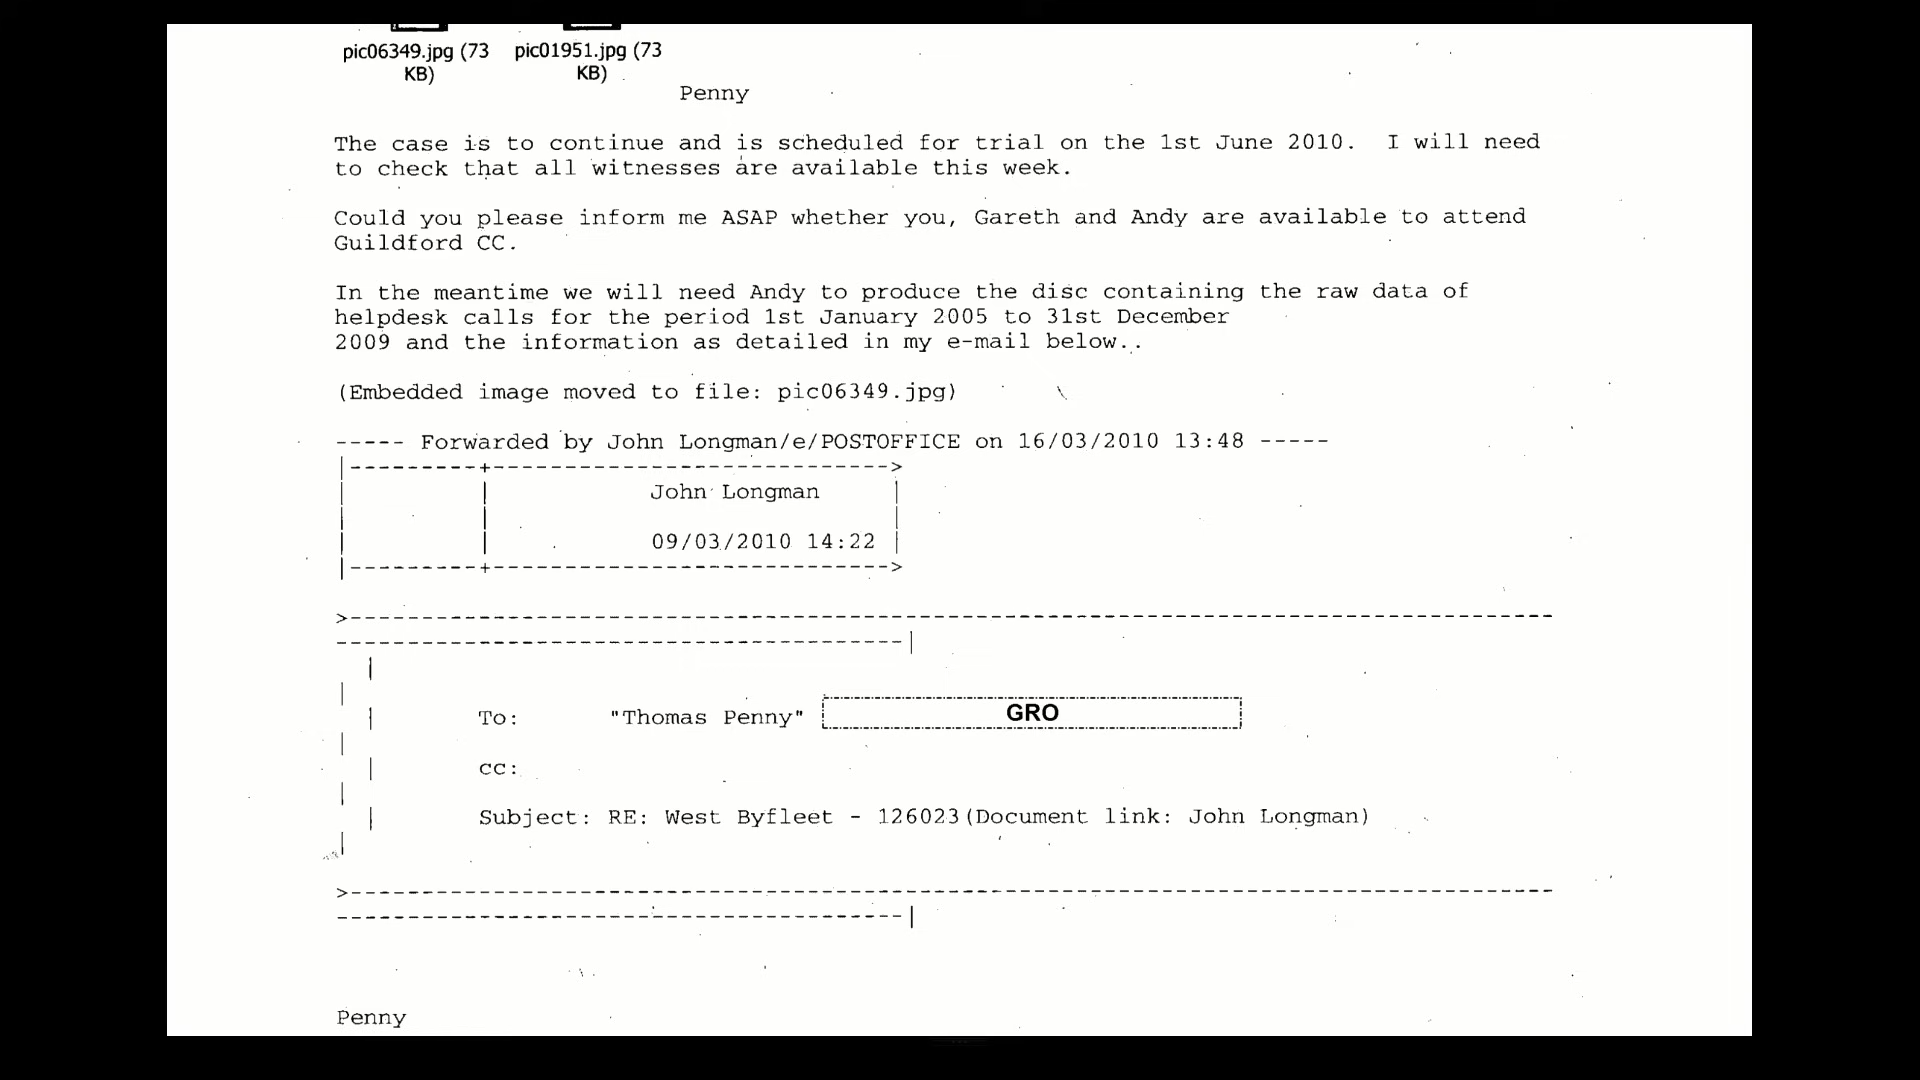 pic06349.jpg (73 KB)
pic01951.jpg (73 KB)
Penny
The case is to continue and is scheduled for trial on the 1st June 2010. I will need
to check that all witnesses are available this week.
Could you please inform me ASAP whether you, Gareth and Andy are available to attend
Guildford CC.
In the meantime we will need Andy to produce the disc containing the raw data of
helpdesk calls for the period 1st January 2005 to 31st December
2009 and the information as detailed in my e-mail below..
(Embedded image moved to file: pic06349.jpg)
----- Forwarded by John Longman/e/POSTOFFICE on 16/03/2010 13:48 -----
John Longman
09/03/2010 14:22
To: "Thomas Penny" GRO
cc:
Subject: RE: West Byfleet - 126023(Document link: John Longman)
Penny